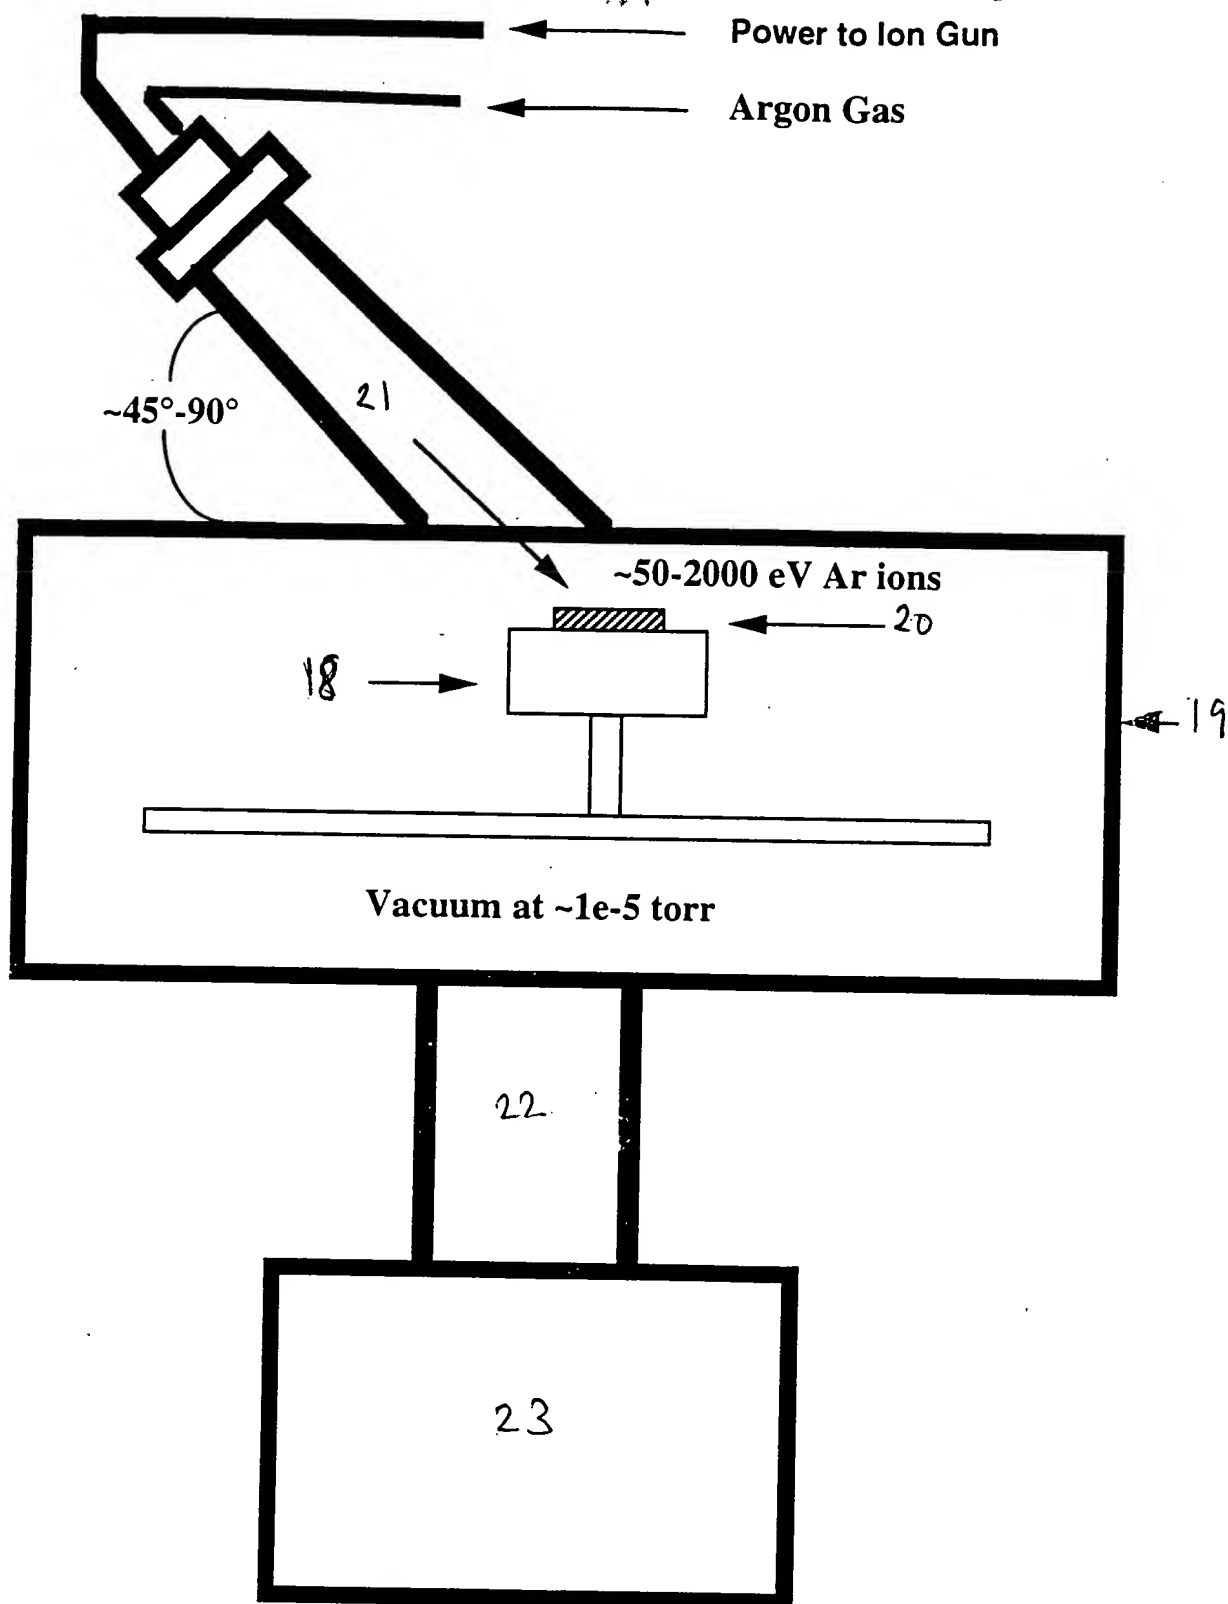 Power to Ion Gun
Argon Gas
21
~45°-90°
~50-2000 eV Ar ions
20
18
19
Vacuum at ~1e-5 torr
22
23